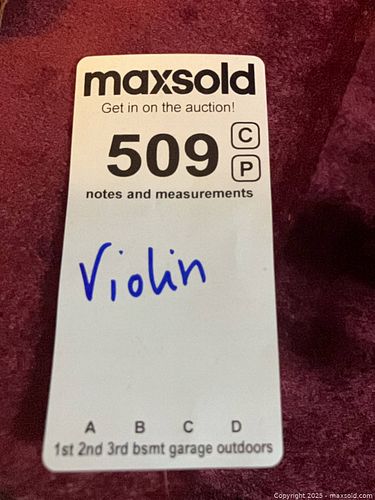 maxsold
Get in on the auction!
509 C
P
notes and measurements
Violin
A B C D
1st 2nd 3rd bsmt garage outdoors
Copyright 2025 - maxsold.com